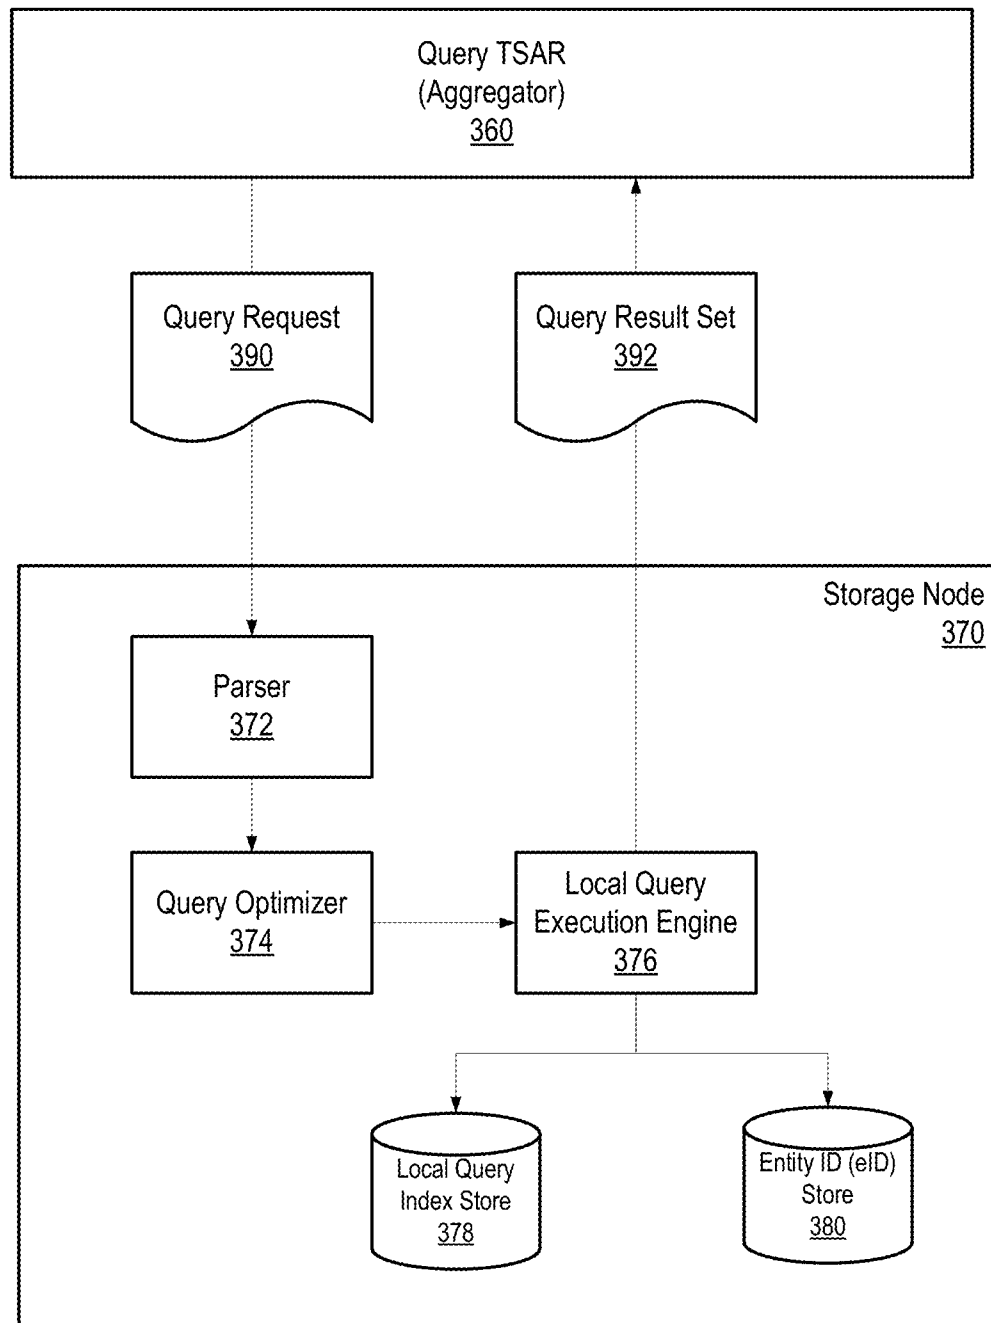 Query TSAR
(Aggregator)
360
Query Request
390
Query Result Set
392
Storage Node
370
Parser
372
Query Optimizer
374
Local Query
Execution Engine
376
Local Query
Index Store
378
Entity ID (eID)
Store
380